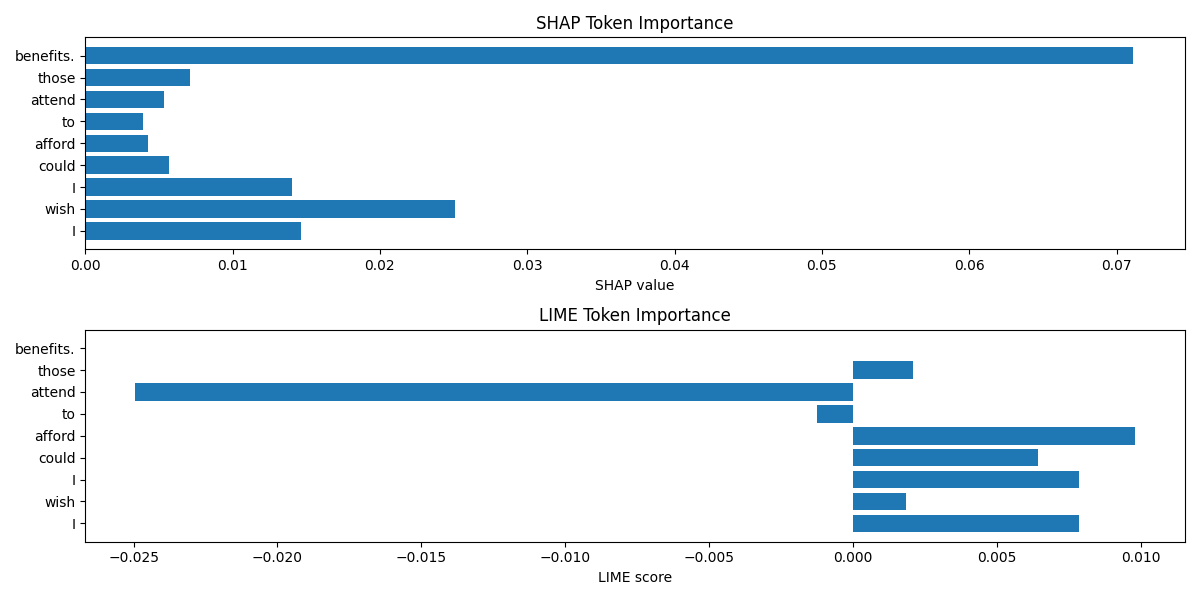 SHAP Token Importance
benefits.
those
attend
to
afford
could
I
wish
I
0.00 0.01 0.02 0.03 0.04 0.05 0.06 0.07
SHAP value
LIME Token Importance
benefits.
those
attend
to
afford
could
I
wish
I
−0.025 −0.020 −0.015 −0.010 −0.005 0.000 0.005 0.010
LIME score